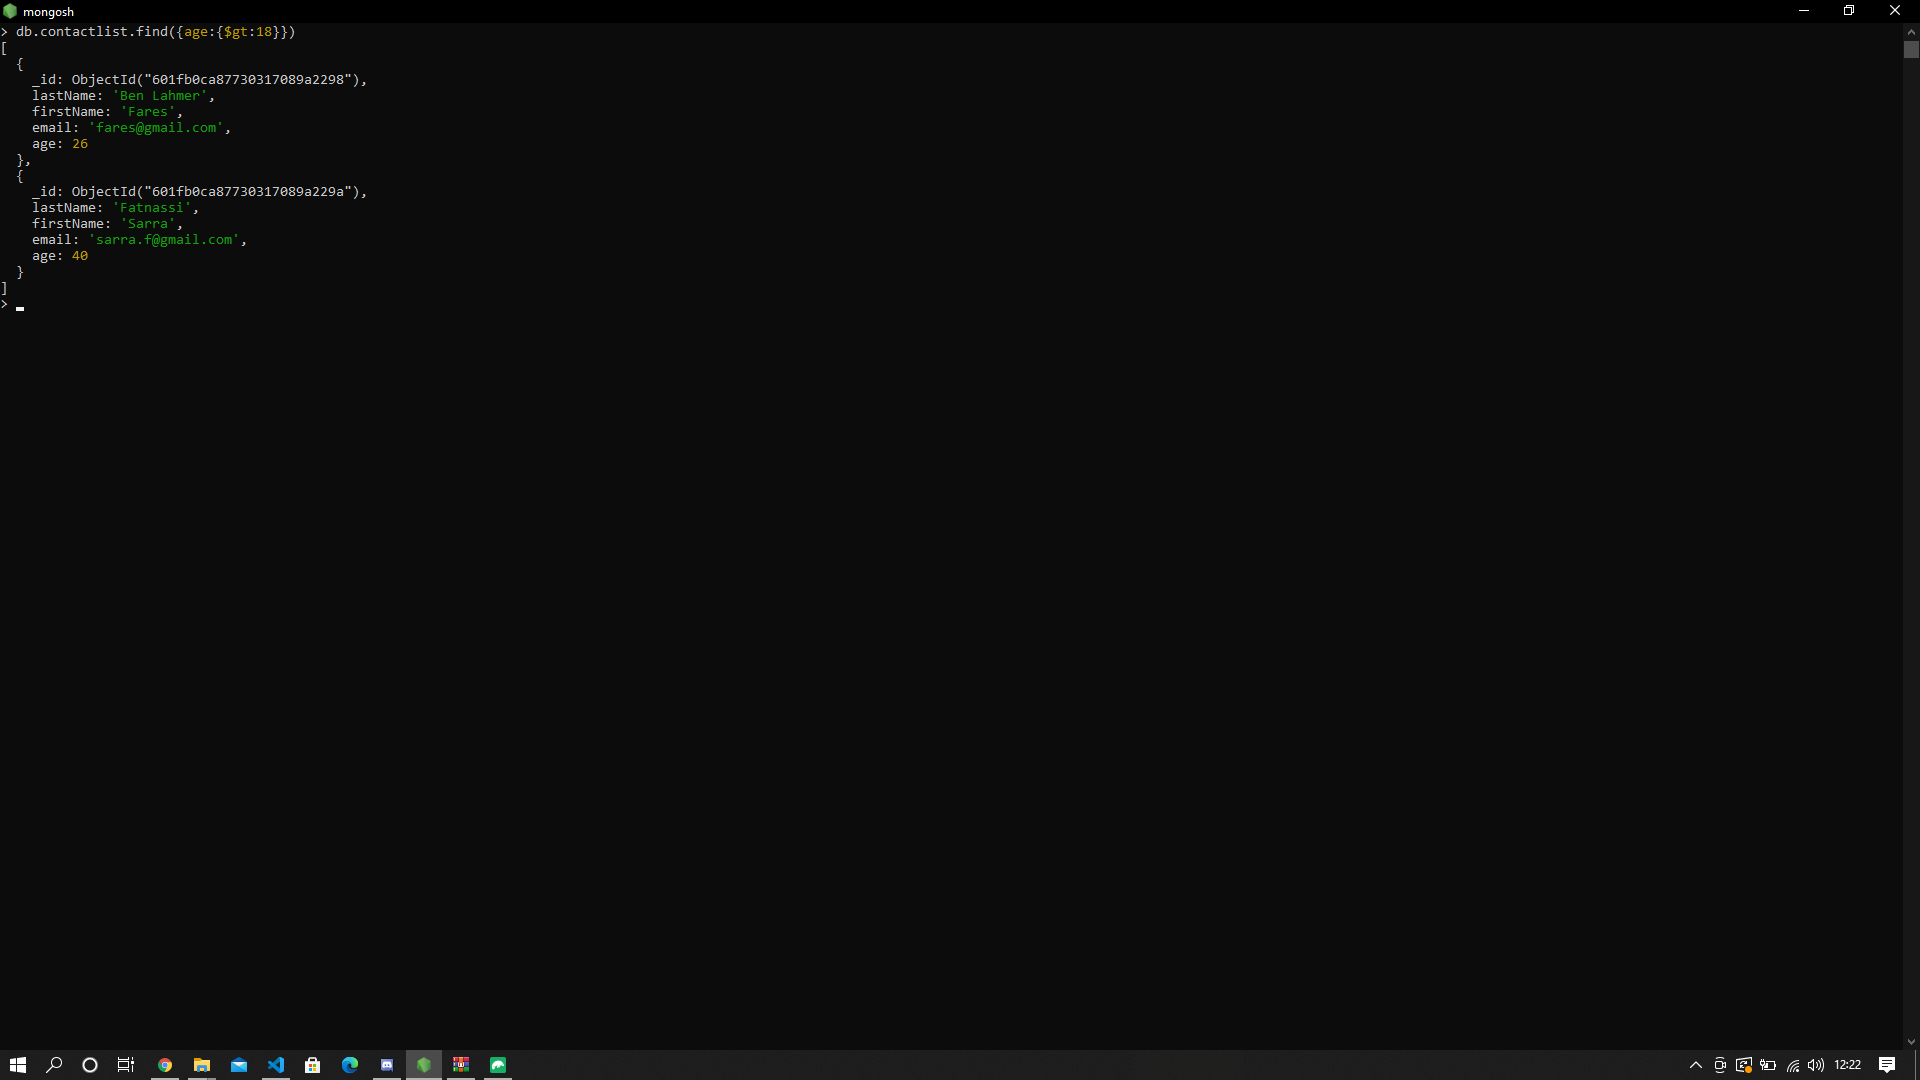 mongosh
> db.contactlist.find({age:{$gt:18}})
[
  {
    _id: ObjectId("601fb0ca87730317089a2298"),
    lastName: 'Ben Lahmer',
    firstName: 'Fares',
    email: 'fares@gmail.com',
    age: 26
  },
  {
    _id: ObjectId("601fb0ca87730317089a229a"),
    lastName: 'Fatnassi',
    firstName: 'Sarra',
    email: 'sarra.f@gmail.com',
    age: 40
  }
]
>
12:22